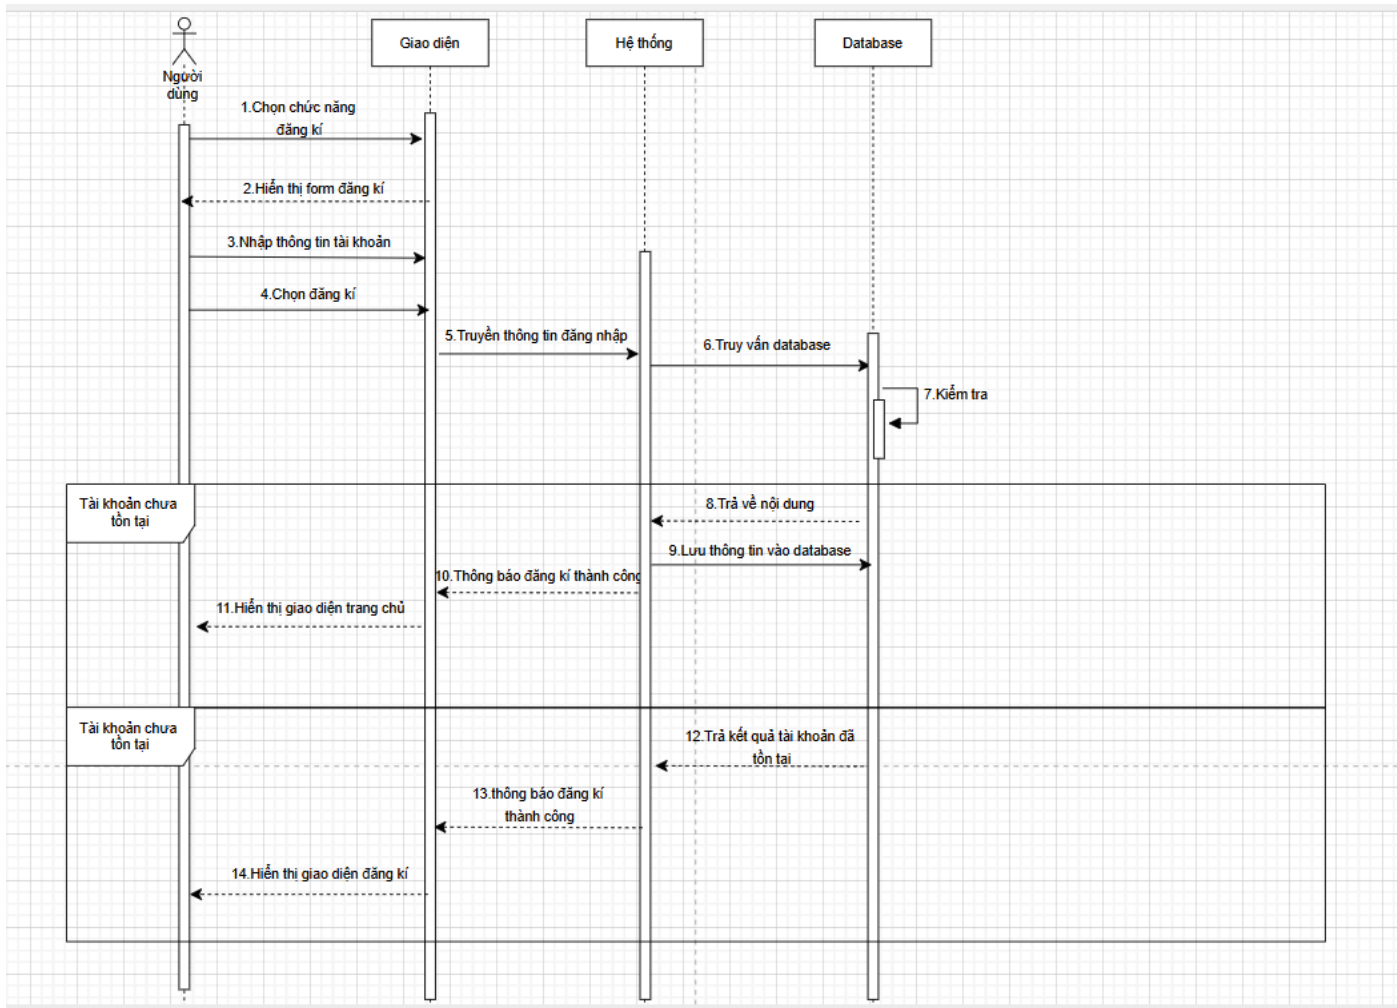 Người
dùng
Giao diện
Hệ thống
Database
1.Chọn chức năng
đăng kí
2.Hiển thị form đăng kí
3.Nhập thông tin tài khoản
4.Chọn đăng kí
5.Truyền thông tin đăng nhập
6.Truy vấn database
7.Kiểm tra
Tài khoản chưa
tồn tại
8.Trả về nội dung
9.Lưu thông tin vào database
10.Thông báo đăng kí thành công
11.Hiển thị giao diện trang chủ
Tài khoản chưa
tồn tại
12.Trả kết quả tài khoản đã
tồn tai
13.thông báo đăng kí
thành công
14.Hiển thị giao diện đăng kí